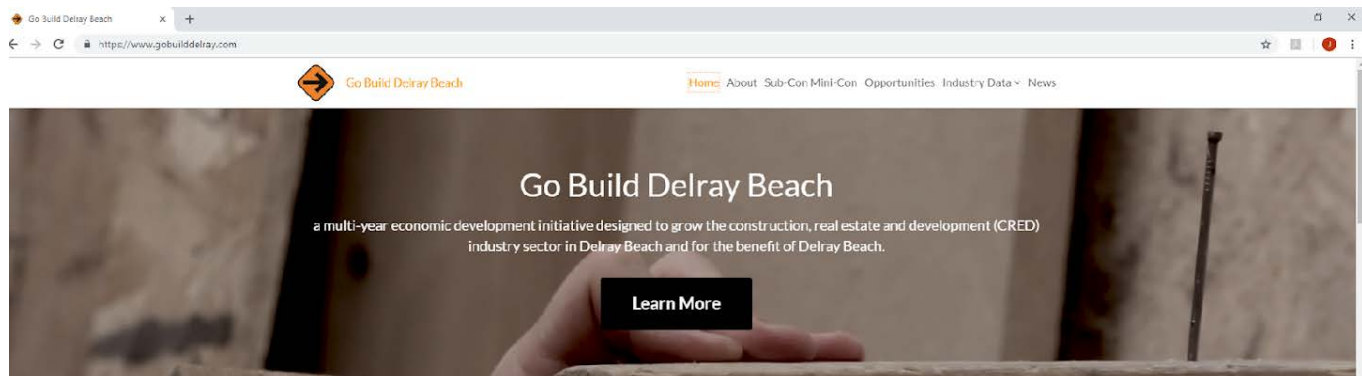 Go Build Delray Beach x +
https://www.gobuilddelray.com
Go Build Delray Beach
Home About Sub-Con Mini-Con Opportunities Industry Data News
Go Build Delray Beach
a multi-year economic development initiative designed to grow the construction, real estate and development (CRED)
industry sector in Delray Beach and for the benefit of Delray Beach.
Learn More